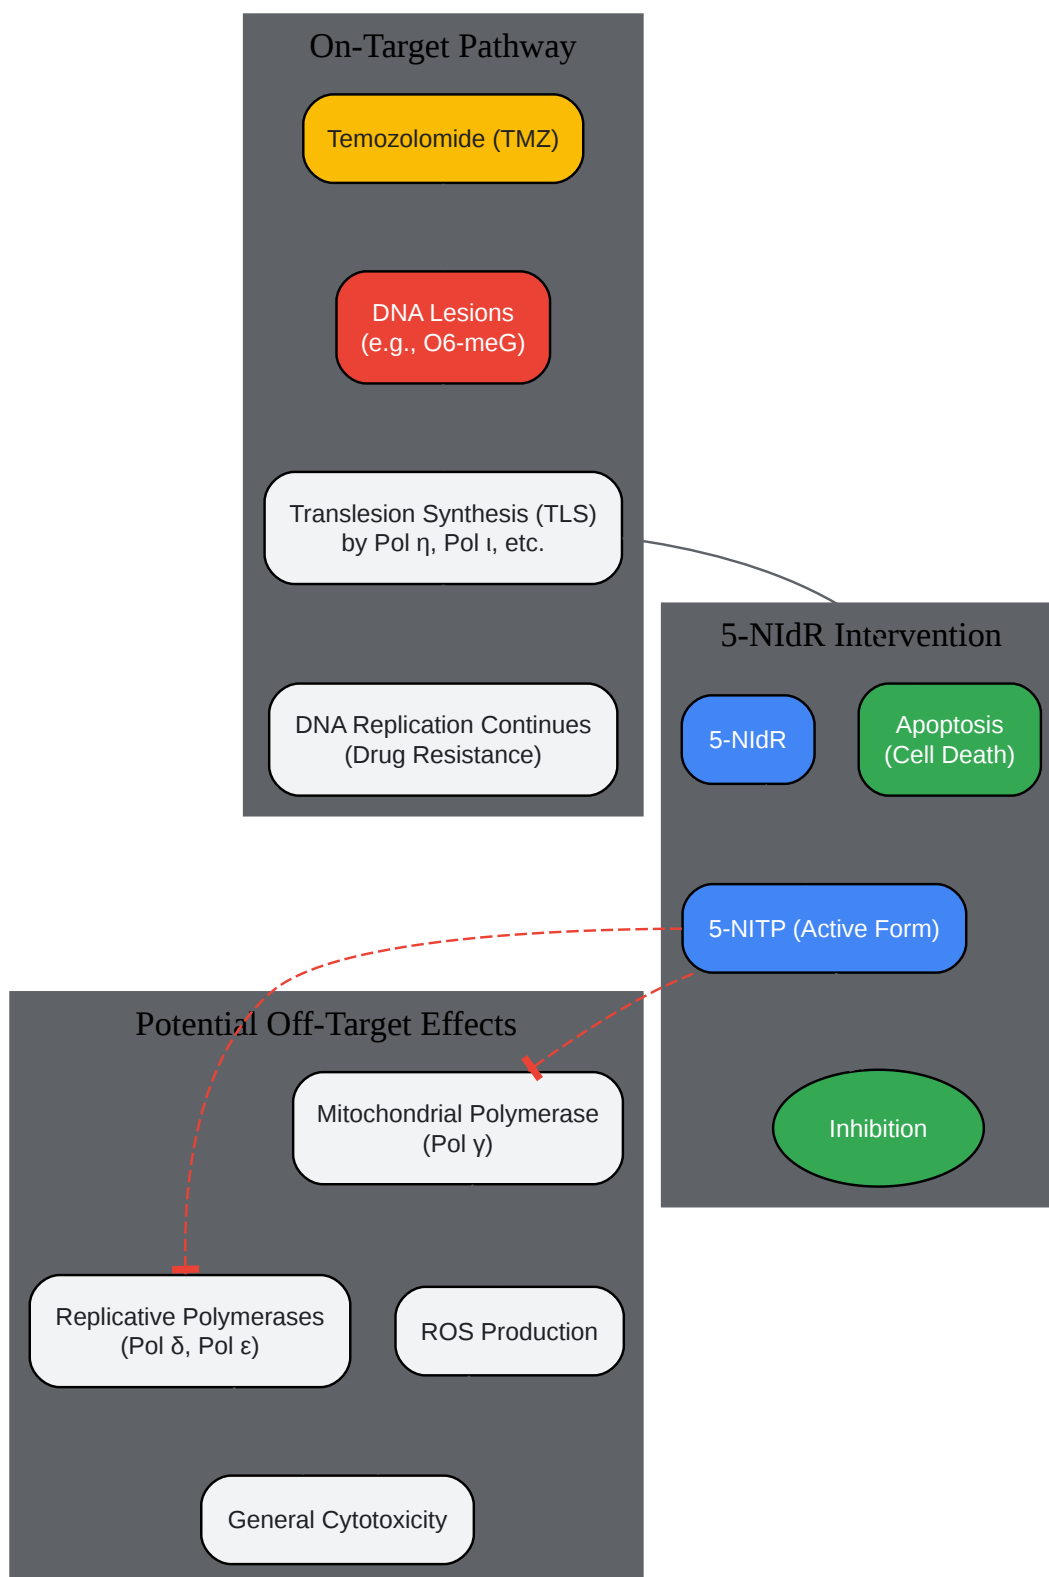 On-Target Pathway
Temozolomide (TMZ)
DNA Lesions
(e.g., O6-meG)
Translesion Synthesis (TLS)
by Pol η, Pol ι, etc.
DNA Replication Continues
(Drug Resistance)
5-NIdR Intervention
5-NIdR
Apoptosis
(Cell Death)
5-NITP (Active Form)
Inhibition
Potential Off-Target Effects
Mitochondrial Polymerase
(Pol γ)
Replicative Polymerases
(Pol δ, Pol ε)
ROS Production
General Cytotoxicity